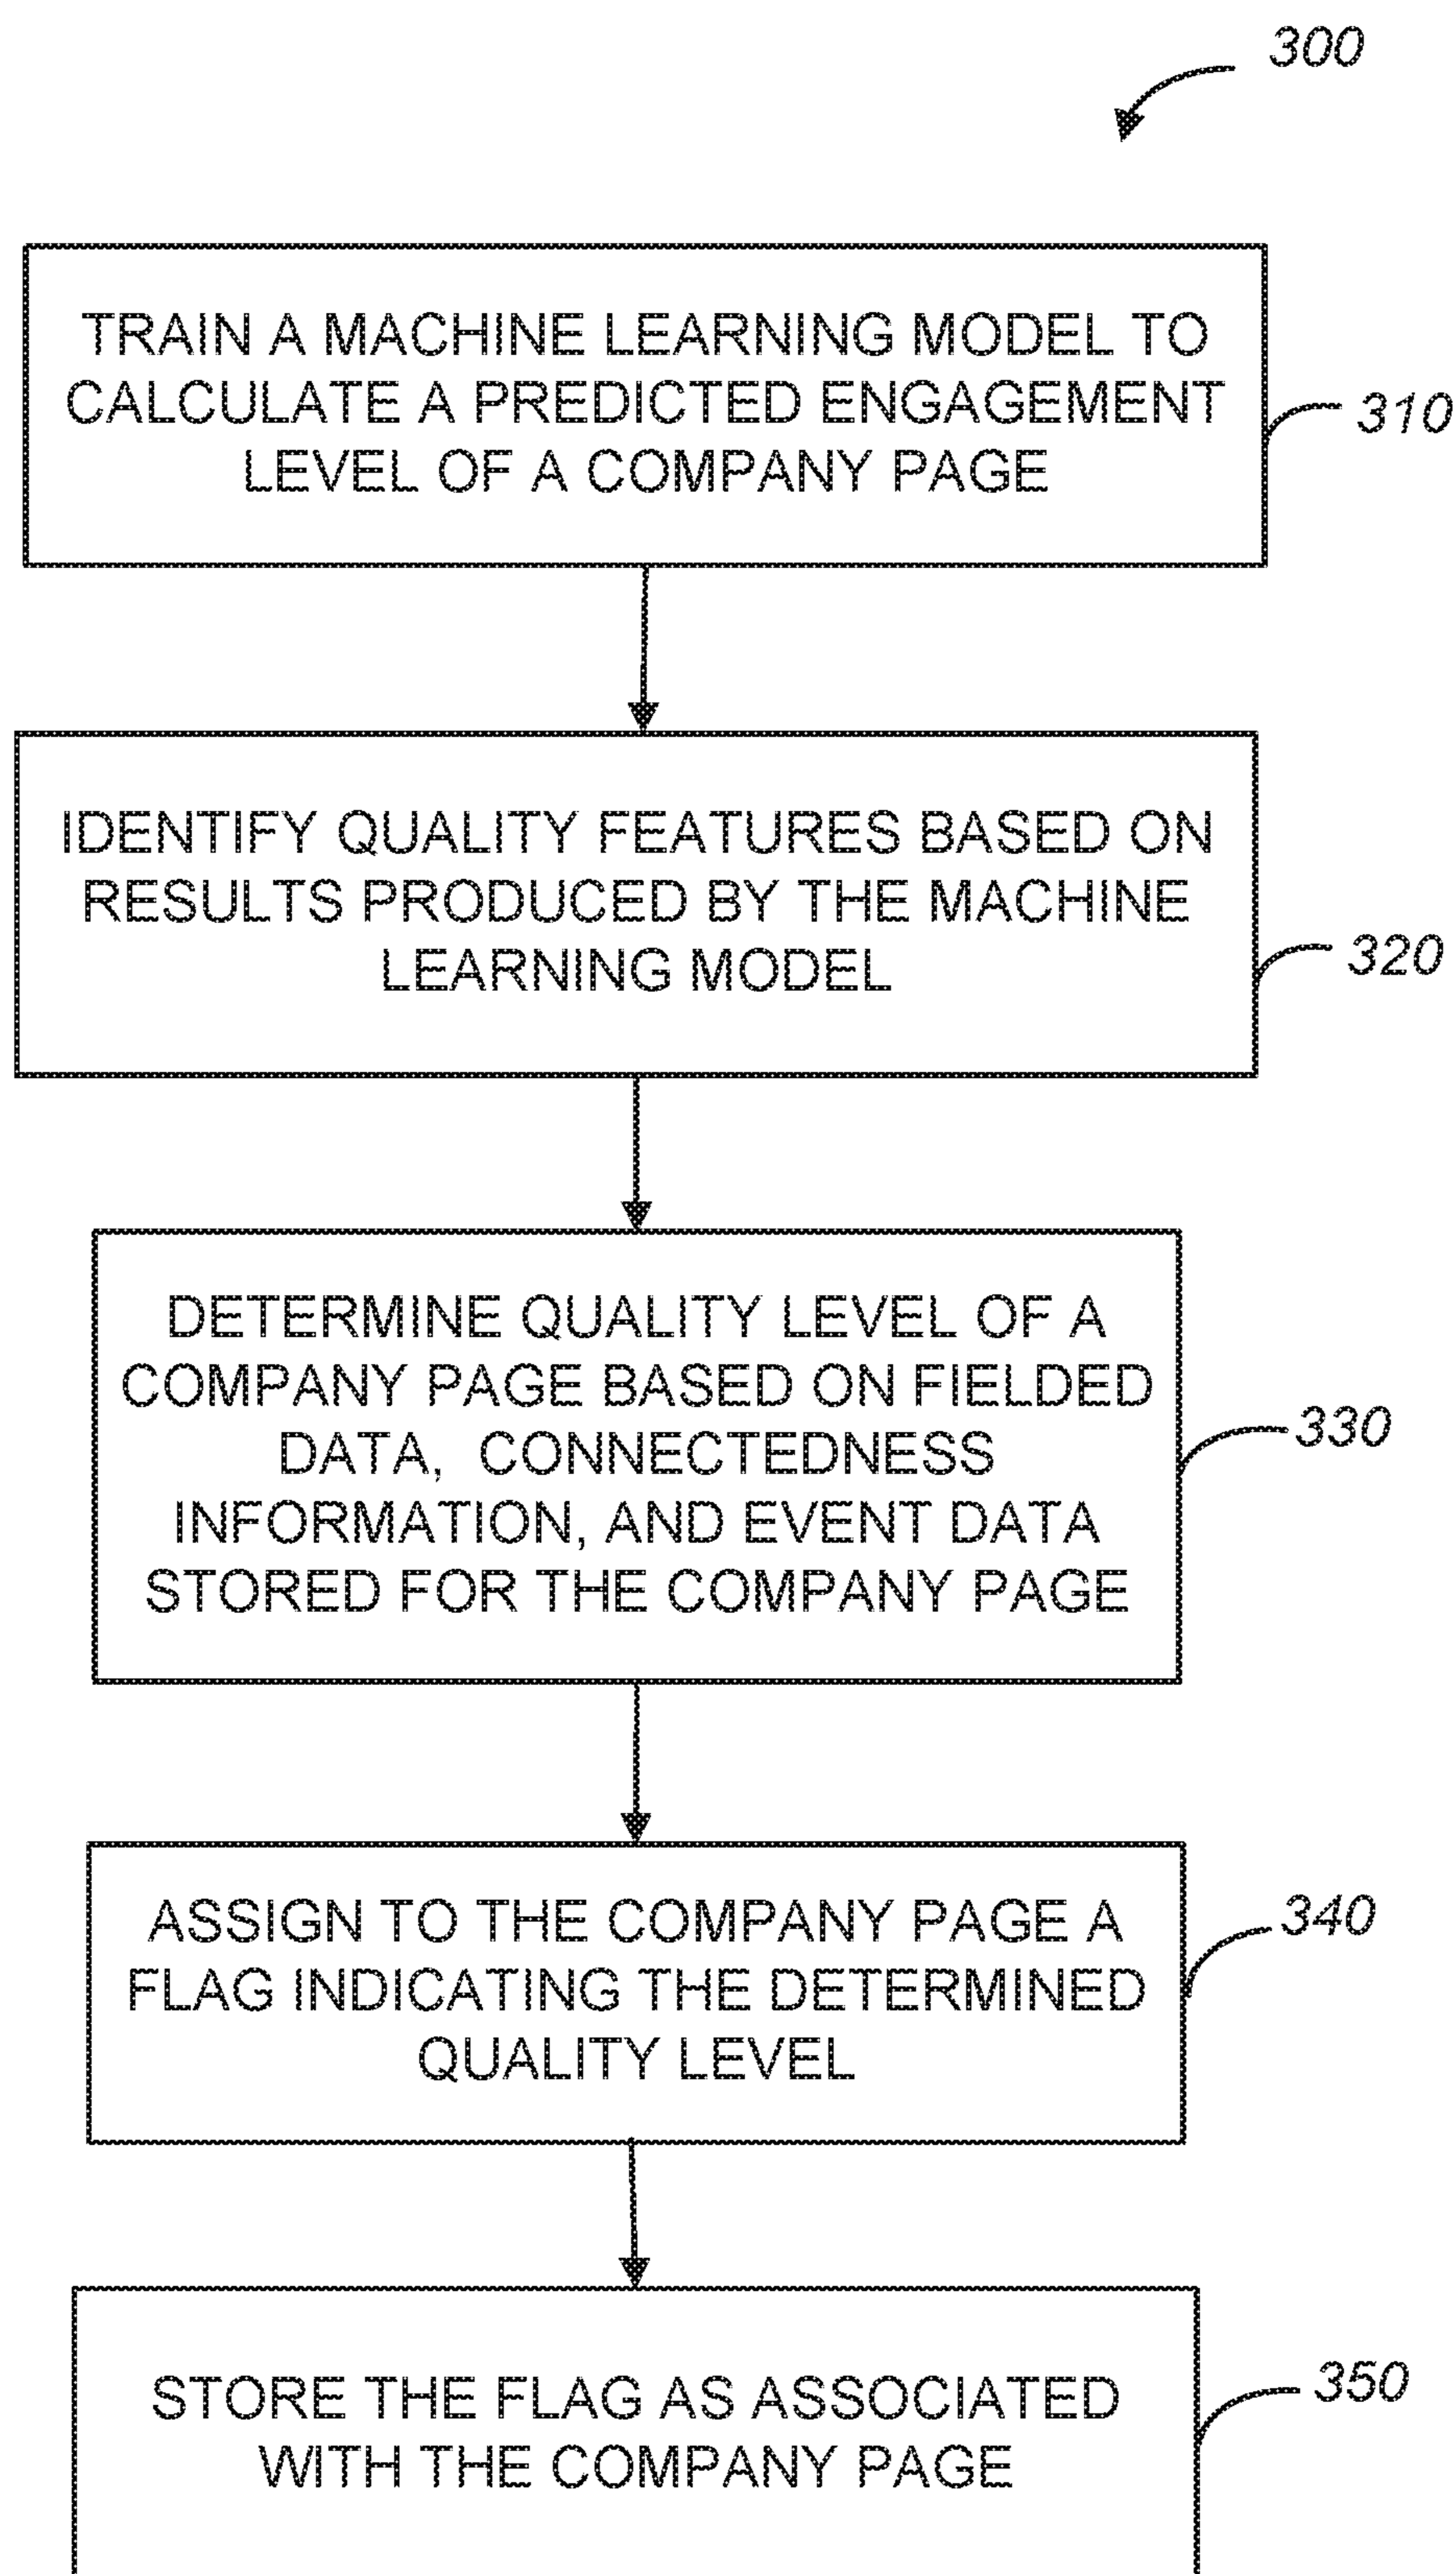 300
TRAIN A MACHINE LEARNING MODEL TO
CALCULATE A PREDICTED ENGAGEMENT
LEVEL OF A COMPANY PAGE
310
IDENTIFY QUALITY FEATURES BASED ON
RESULTS PRODUCED BY THE MACHINE
LEARNING MODEL
320
DETERMINE QUALITY LEVEL OF A
COMPANY PAGE BASED ON FIELDED
DATA, CONNECTEDNESS
INFORMATION, AND EVENT DATA
STORED FOR THE COMPANY PAGE
330
ASSIGN TO THE COMPANY PAGE A
FLAG INDICATING THE DETERMINED
QUALITY LEVEL
340
STORE THE FLAG AS ASSOCIATED
WITH THE COMPANY PAGE
350